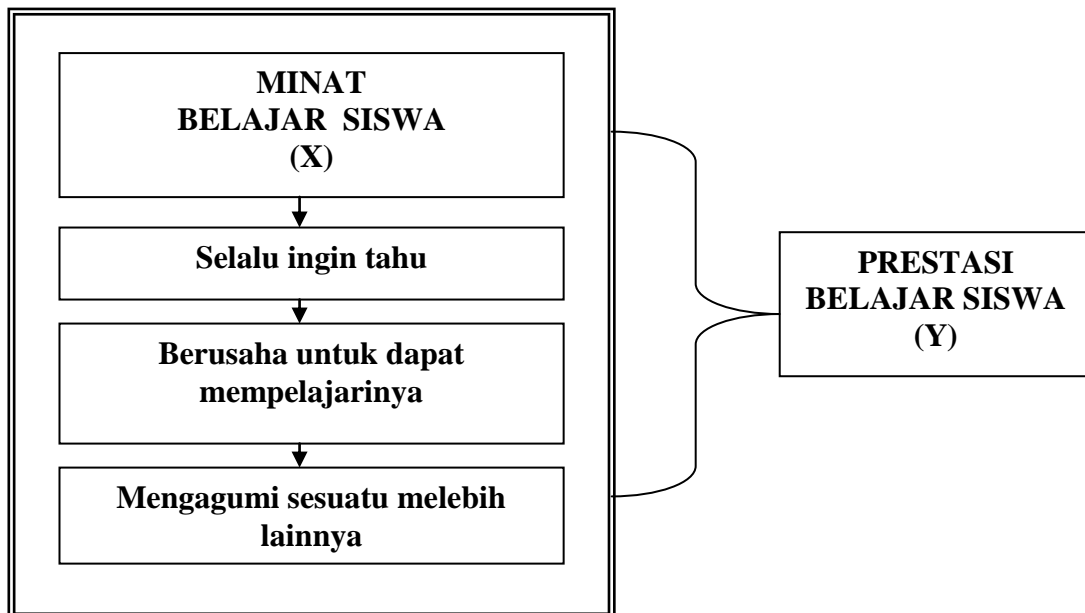 MINAT
BELAJAR SISWA
(X)
Selalu ingin tahu
Berusaha untuk dapat
mempelajarinya
Mengagumi sesuatu melebih
lainnya
PRESTASI
BELAJAR SISWA
(Y)